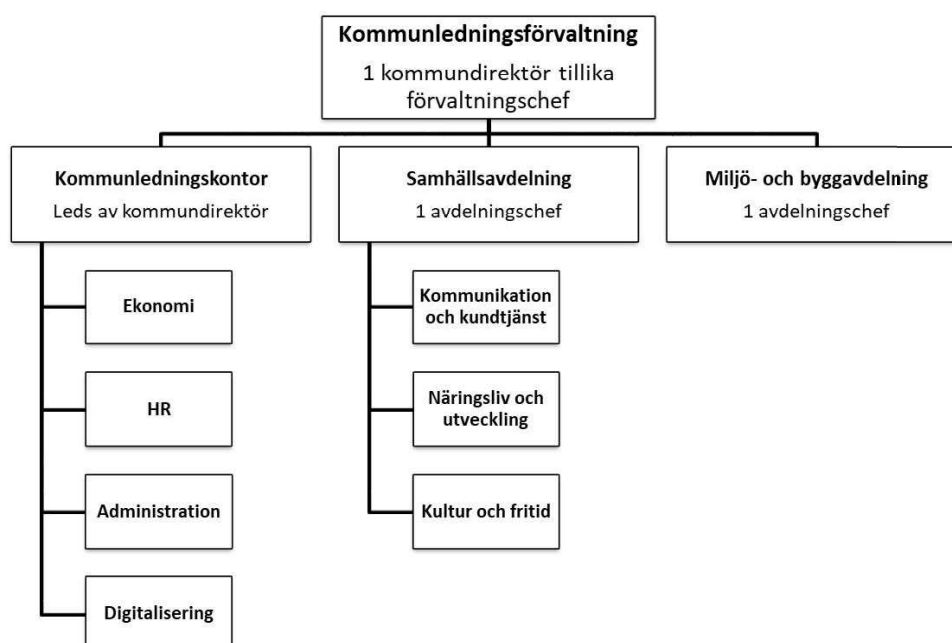 Kommunledningsförvaltning
1 kommundirektör tillika
förvaltningschef
Kommunledningskontor
Leds av kommundirektör
Samhällsavdelning
1 avdelningschef
Miljö- och byggavdelning
1 avdelningschef
Ekonomi
HR
Administration
Digitalisering
Kommunikation
och kundtjänst
Näringsliv och
utveckling
Kultur och fritid